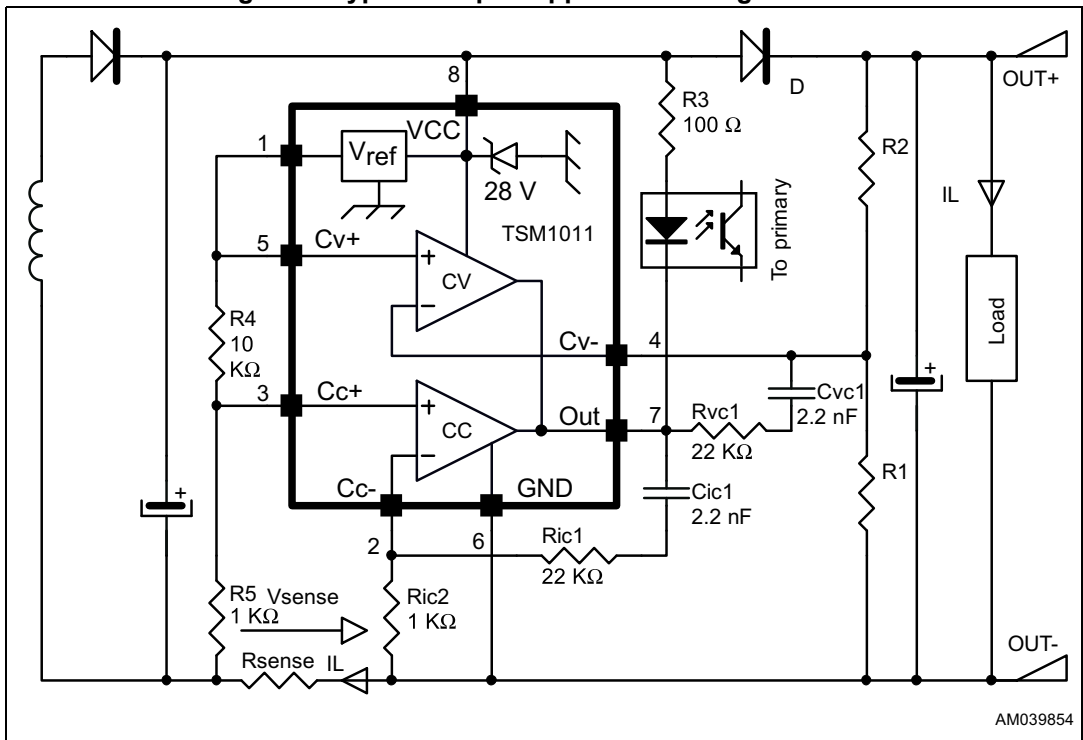 8
D
OUT+
R3
100 Ω
1
VCC
Vref
R2
28 V
IL
TSM1011
To primary
5
Cv+
+
CV
−
R4
10
KΩ
Cv-
4
Load
+
3
Cc+
+
CC
−
Out
7
Rvc1
22 KΩ
Cvc1
2.2 nF
R1
Cc-
GND
Cic1
2.2 nF
+
2
6
Ric1
22 KΩ
R5
1 KΩ
Vsense
Ric2
1 KΩ
Rsense
IL
OUT-
AM039854